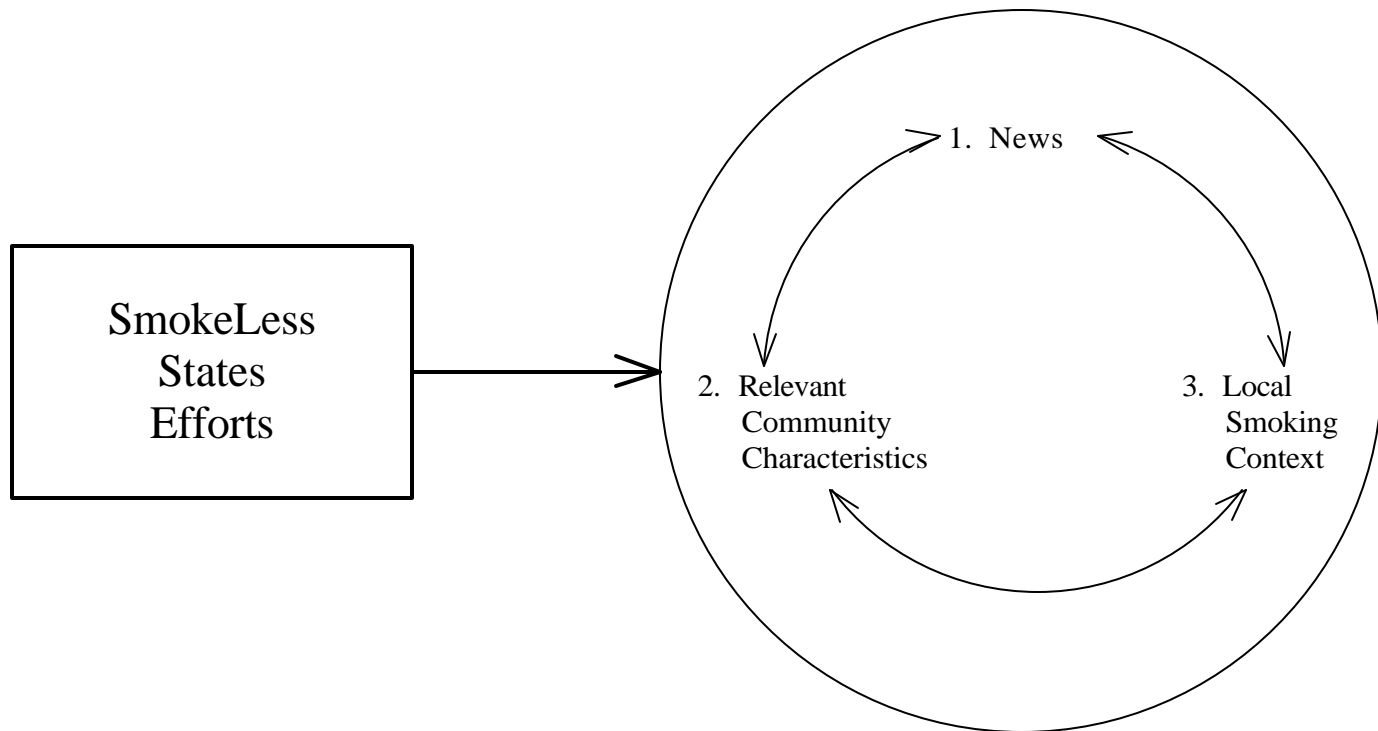 SmokeLess
States
Efforts
1. News
2. Relevant
Community
Characteristics
3. Local
Smoking
Context